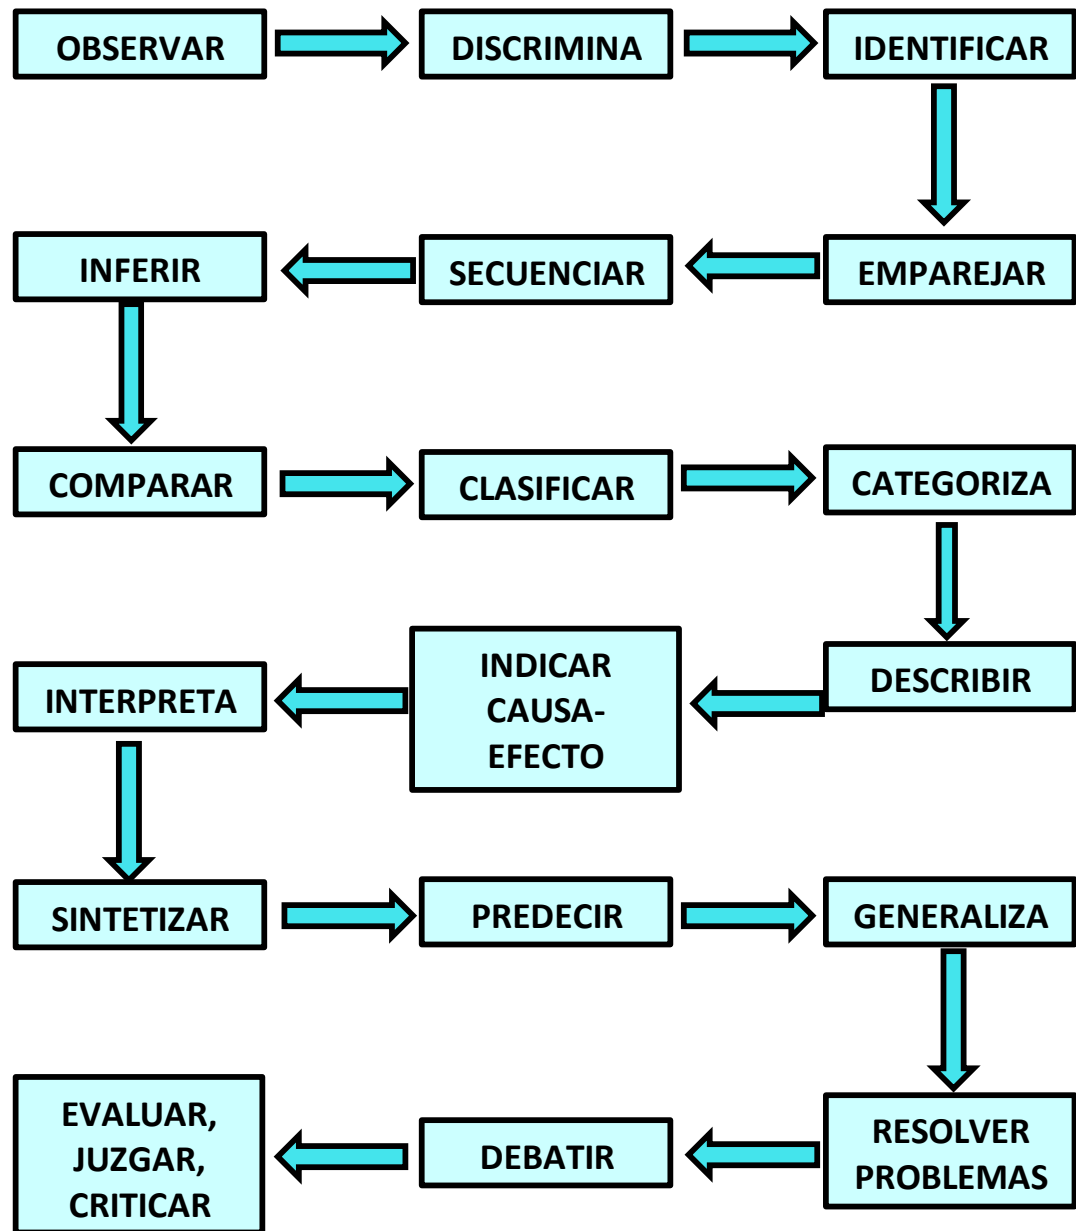 OBSERVAR
DISCRIMINA
IDENTIFICAR
EMPAREJAR
SECUENCIAR
INFERIR
COMPARAR
CLASIFICAR
CATEGORIZA
DESCRIBIR
INDICAR
CAUSA-
EFECTO
INTERPRETA
SINTETIZAR
PREDECIR
GENERALIZA
RESOLVER
PROBLEMAS
DEBATIR
EVALUAR,
JUZGAR,
CRITICAR